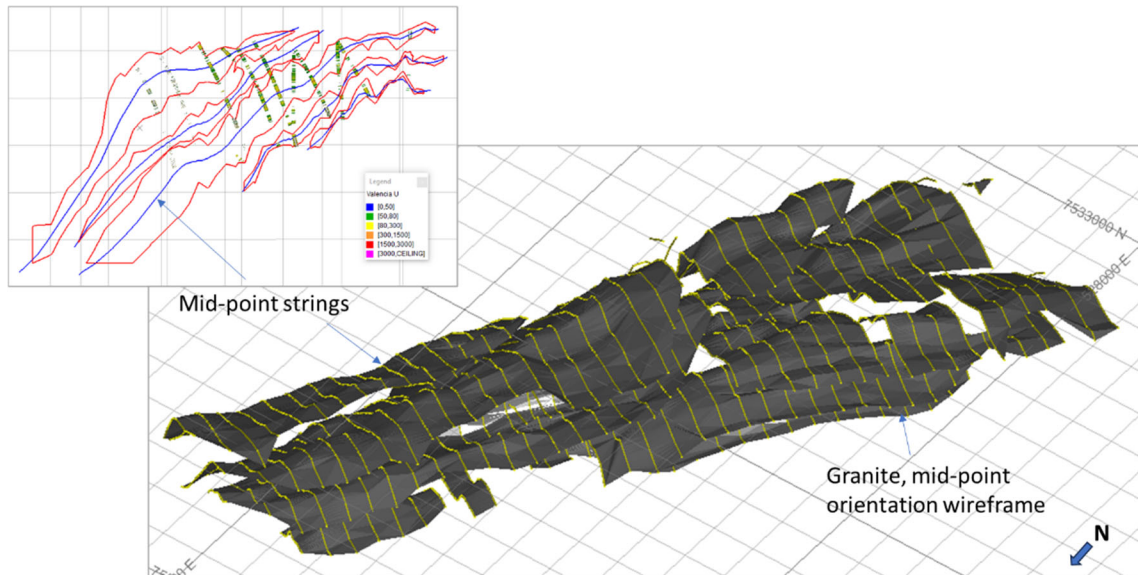 Legend
Valencia U
[0,50]
[50,80]
[80,300]
[300,1500]
[1500,3000]
[3000,CEILING]
Mid-point strings
7533000 N
Granite, mid-point
orientation wireframe
N